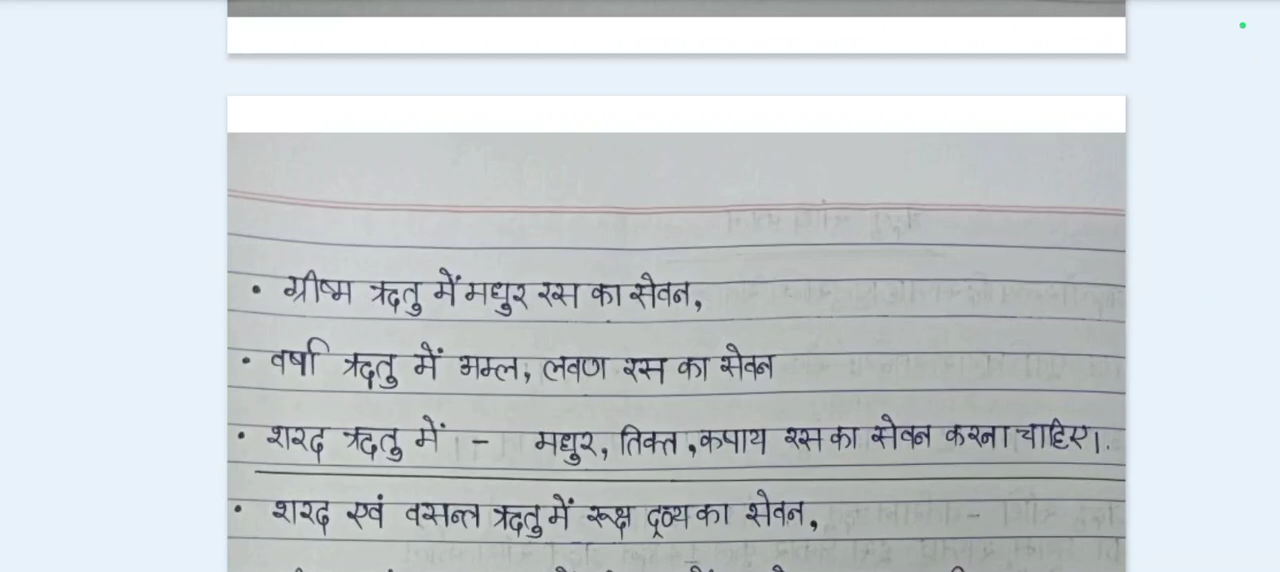 • ग्रीष्म ऋतु में मधुर रस का सेवन,
• वर्षा ऋतु में अम्ल, लवण रस का सेवन
• शरद ऋतु में - मधुर, तिक्त, कषाय रस का सेवन करना चाहिए।
• शरद एवं वसन्त ऋतु में रूक्ष द्रव्य का सेवन,